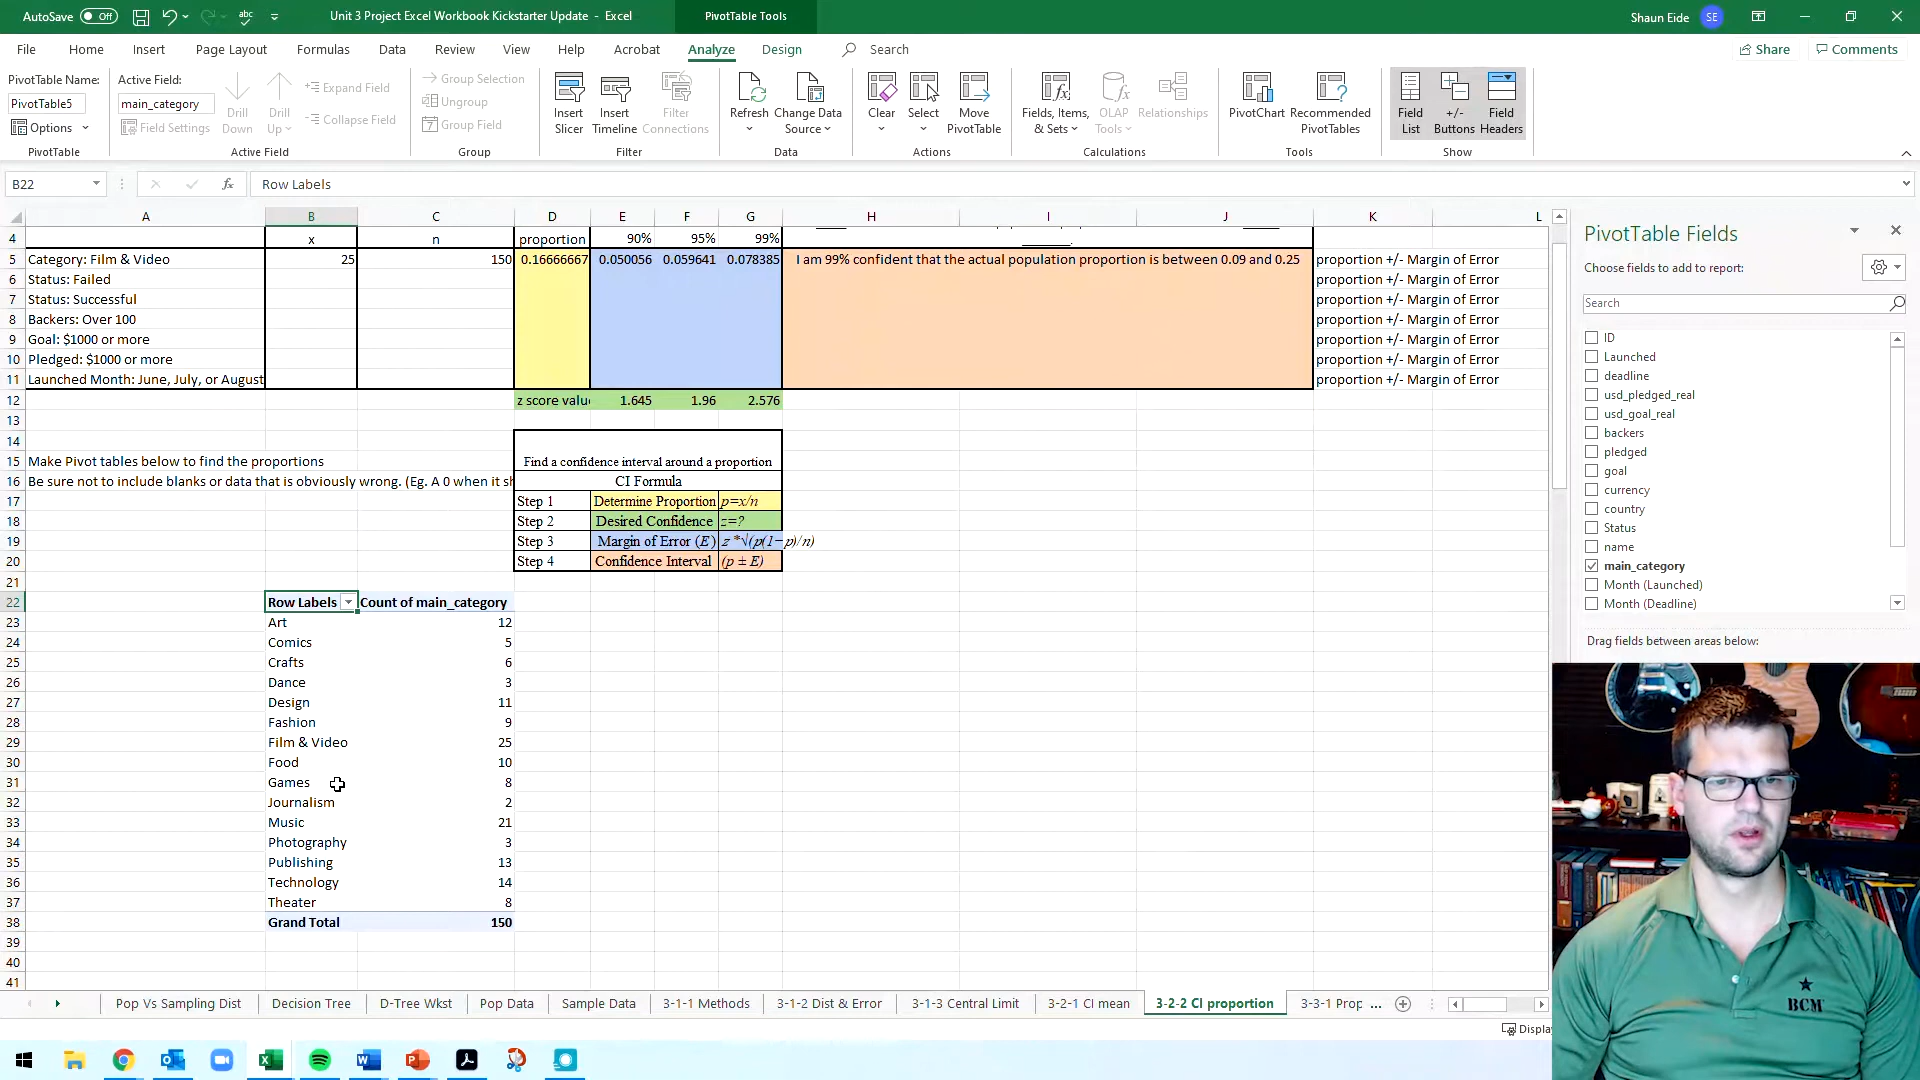 AutoSave Off
Unit 3 Project Excel Workbook Kickstarter Update - Excel
PivotTable Tools
Shaun Eide SE
File Home Insert Page Layout Formulas Data Review View Help Acrobat Analyze Design Search
Share Comments
PivotTable Name:
PivotTable5
Options
PivotTable
Active Field:
main_category
Field Settings
Drill Down
Drill Up
Expand Field
Collapse Field
Active Field
Group Selection
Ungroup
Group Field
Group
Insert Slicer
Insert Timeline
Filter Connections
Filter
Refresh
Change Data Source
Data
Clear
Select
Move PivotTable
Actions
Fields, Items, & Sets
OLAP Tools
Relationships
Calculations
PivotChart
Recommended PivotTables
Tools
Field List
+/- Buttons
Field Headers
Show
B22
fx
Row Labels
A B C D E F G H I J K L
4 x n proportion 90% 95% 99%
5 Category: Film & Video 25 150 0.16666667 0.050056 0.059641 0.078385 I am 99% confident that the actual population proportion is between 0.09 and 0.25 proportion +/- Margin of Error
6 Status: Failed proportion +/- Margin of Error
7 Status: Successful proportion +/- Margin of Error
8 Backers: Over 100 proportion +/- Margin of Error
9 Goal: $1000 or more proportion +/- Margin of Error
10 Pledged: $1000 or more proportion +/- Margin of Error
11 Launched Month: June, July, or August proportion +/- Margin of Error
12 z score valu 1.645 1.96 2.576
13
14
15 Make Pivot tables below to find the proportions Find a confidence interval around a proportion
16 Be sure not to include blanks or data that is obviously wrong. (Eg. A 0 when it sh CI Formula
17 Step 1 Determine Proportion p=x/n
18 Step 2 Desired Confidence z=?
19 Step 3 Margin of Error (E) z *√(p(1−p)/n)
20 Step 4 Confidence Interval (p ± E)
21
22 Row Labels Count of main_category
23 Art 12
24 Comics 5
25 Crafts 6
26 Dance 3
27 Design 11
28 Fashion 9
29 Film & Video 25
30 Food 10
31 Games 8
32 Journalism 2
33 Music 21
34 Photography 3
35 Publishing 13
36 Technology 14
37 Theater 8
38 Grand Total 150
39
40
41
PivotTable Fields
Choose fields to add to report:
Search
ID
Launched
deadline
usd_pledged_real
usd_goal_real
backers
pledged
goal
currency
country
Status
name
main_category
Month (Launched)
Month (Deadline)
Drag fields between areas below:
BCM
Pop Vs Sampling Dist Decision Tree D-Tree Wkst Pop Data Sample Data 3-1-1 Methods 3-1-2 Dist & Error 3-1-3 Central Limit 3-2-1 CI mean 3-2-2 CI proportion 3-3-1 Prop ...
Display